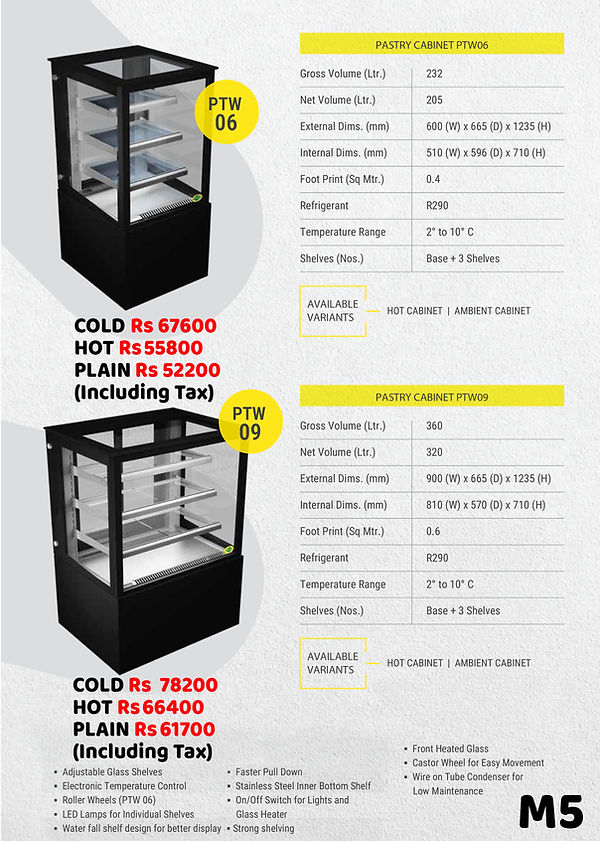 PASTRY CABINET PTW06
PTW
06
Gross Volume (Ltr.) 232
Net Volume (Ltr.) 205
External Dims. (mm) 600 (W) x 665 (D) x 1235 (H)
Internal Dims. (mm) 510 (W) x 596 (D) x 710 (H)
Foot Print (Sq Mtr.) 0.4
Refrigerant R290
Temperature Range 2° to 10° C
Shelves (Nos.) Base + 3 Shelves
AVAILABLE
VARIANTS
HOT CABINET | AMBIENT CABINET
COLD Rs 67600
HOT Rs 55800
PLAIN Rs 52200
(Including Tax)
PASTRY CABINET PTW09
PTW
09
Gross Volume (Ltr.) 360
Net Volume (Ltr.) 320
External Dims. (mm) 900 (W) x 665 (D) x 1235 (H)
Internal Dims. (mm) 810 (W) x 570 (D) x 710 (H)
Foot Print (Sq Mtr.) 0.6
Refrigerant R290
Temperature Range 2° to 10° C
Shelves (Nos.) Base + 3 Shelves
AVAILABLE
VARIANTS
HOT CABINET | AMBIENT CABINET
COLD Rs 78200
HOT Rs 66400
PLAIN Rs 61700
(Including Tax)
▪ Adjustable Glass Shelves
▪ Electronic Temperature Control
▪ Roller Wheels (PTW 06)
▪ LED Lamps for Individual Shelves
▪ Water fall shelf design for better display
▪ Faster Pull Down
▪ Stainless Steel Inner Bottom Shelf
▪ On/Off Switch for Lights and
Glass Heater
▪ Strong shelving
▪ Front Heated Glass
▪ Castor Wheel for Easy Movement
▪ Wire on Tube Condenser for
Low Maintenance
M5